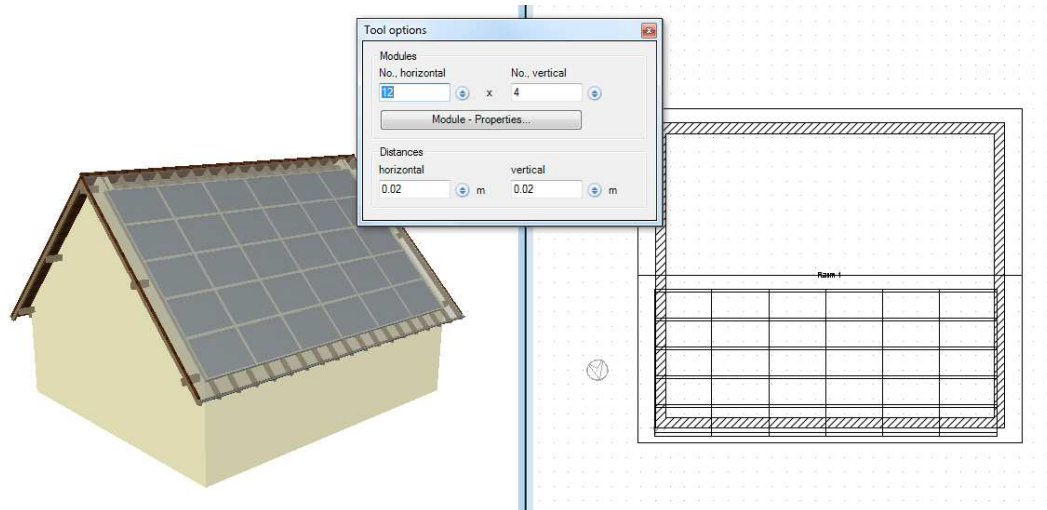 Tool options
Modules
No., horizontal No., vertical
12 x 4
Module - Properties...
Distances
horizontal vertical
0.02 m 0.02 m
Raum 1